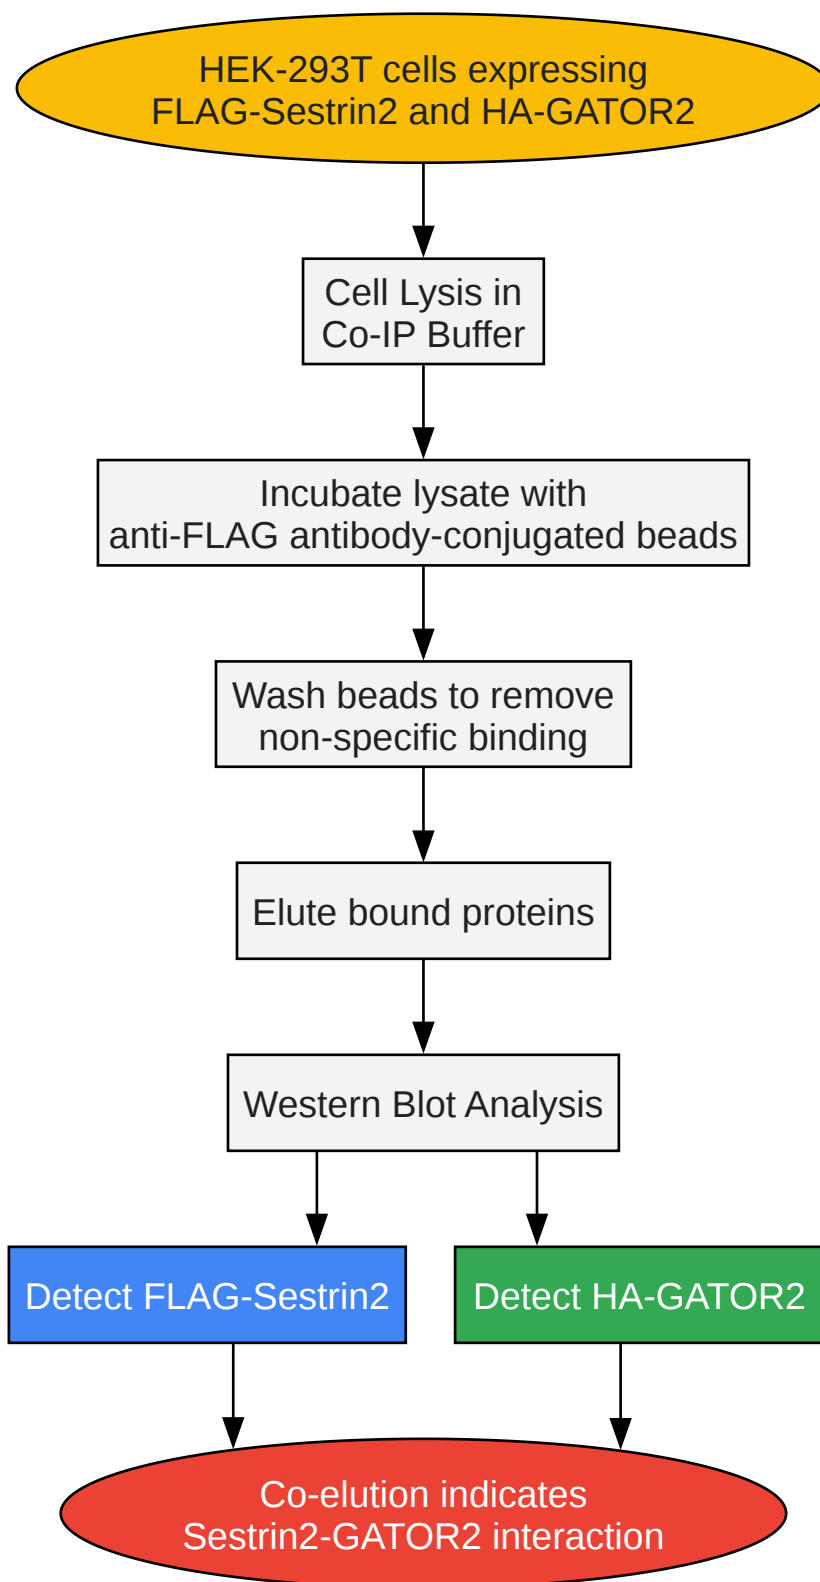 HEK-293T cells expressing
FLAG-Sestrin2 and HA-GATOR2
Cell Lysis in
Co-IP Buffer
Incubate lysate with
anti-FLAG antibody-conjugated beads
Wash beads to remove
non-specific binding
Elute bound proteins
Western Blot Analysis
Detect FLAG-Sestrin2
Detect HA-GATOR2
Co-elution indicates
Sestrin2-GATOR2 interaction